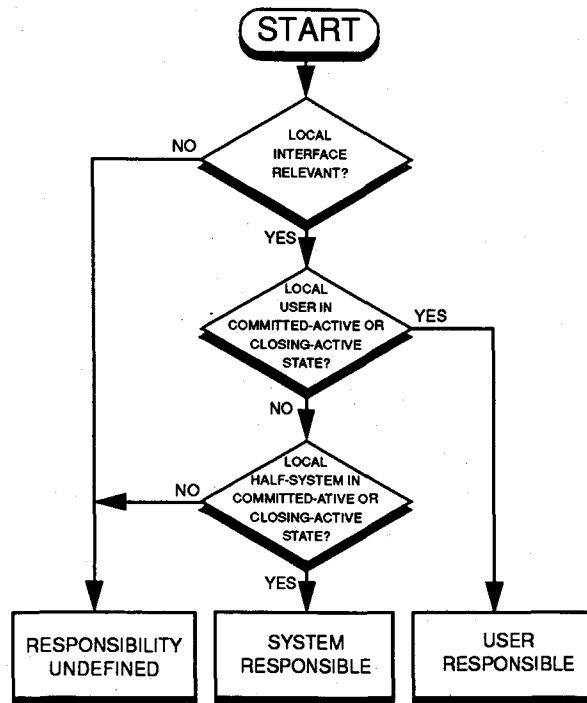 START
NO
LOCAL
INTERFACE
RELEVANT?
YES
LOCAL
USER IN
COMMITTED-ACTIVE OR
CLOSING-ACTIVE
STATE?
YES
NO
LOCAL
HALF-SYSTEM IN
COMMITTED-ATIVE OR
CLOSING-ACTIVE
STATE?
NO
YES
RESPONSIBILITY
UNDEFINED
SYSTEM
RESPONSIBLE
USER
RESPONSIBLE